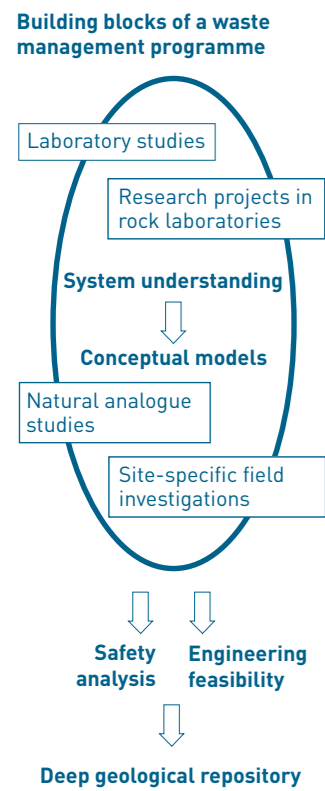 Building blocks of a waste
management programme
Laboratory studies
Research projects in
rock laboratories
System understanding
Conceptual models
Natural analogue
studies
Site-specific field
investigations
Safety
analysis
Engineering
feasibility
Deep geological repository